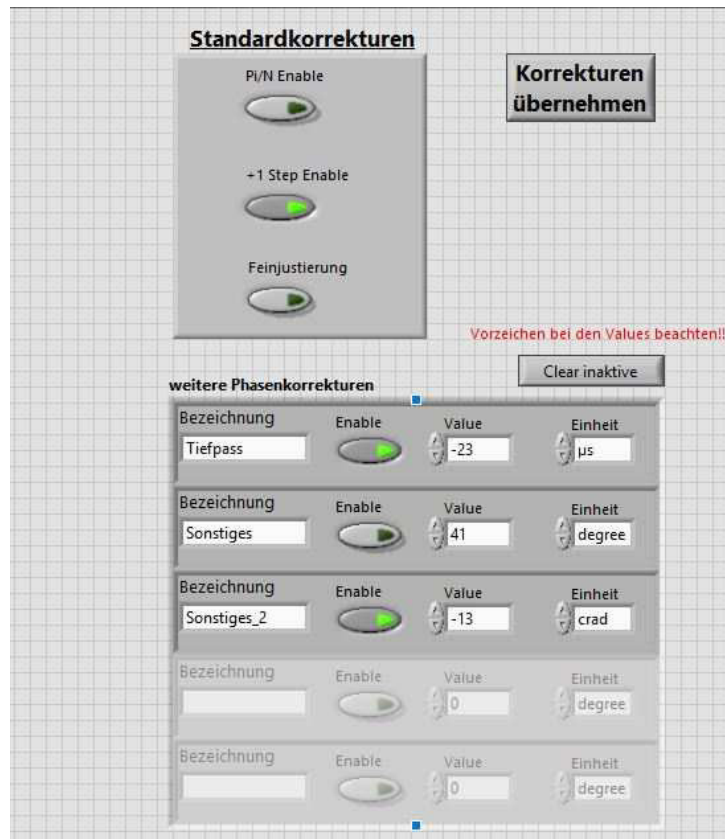 Standardkorrekturen
Pi/N Enable
Korrekturen
übernehmen
+1 Step Enable
Feinjustierung
Vorzeichen bei den Values beachten!!
Clear inaktive
weitere Phasenkorrekturen
Bezeichnung Enable Value Einheit
Tiefpass -23 µs
Bezeichnung Enable Value Einheit
Sonstiges 41 degree
Bezeichnung Enable Value Einheit
Sonstiges_2 -13 crad
Bezeichnung Enable Value Einheit
0 degree
Bezeichnung Enable Value Einheit
0 degree